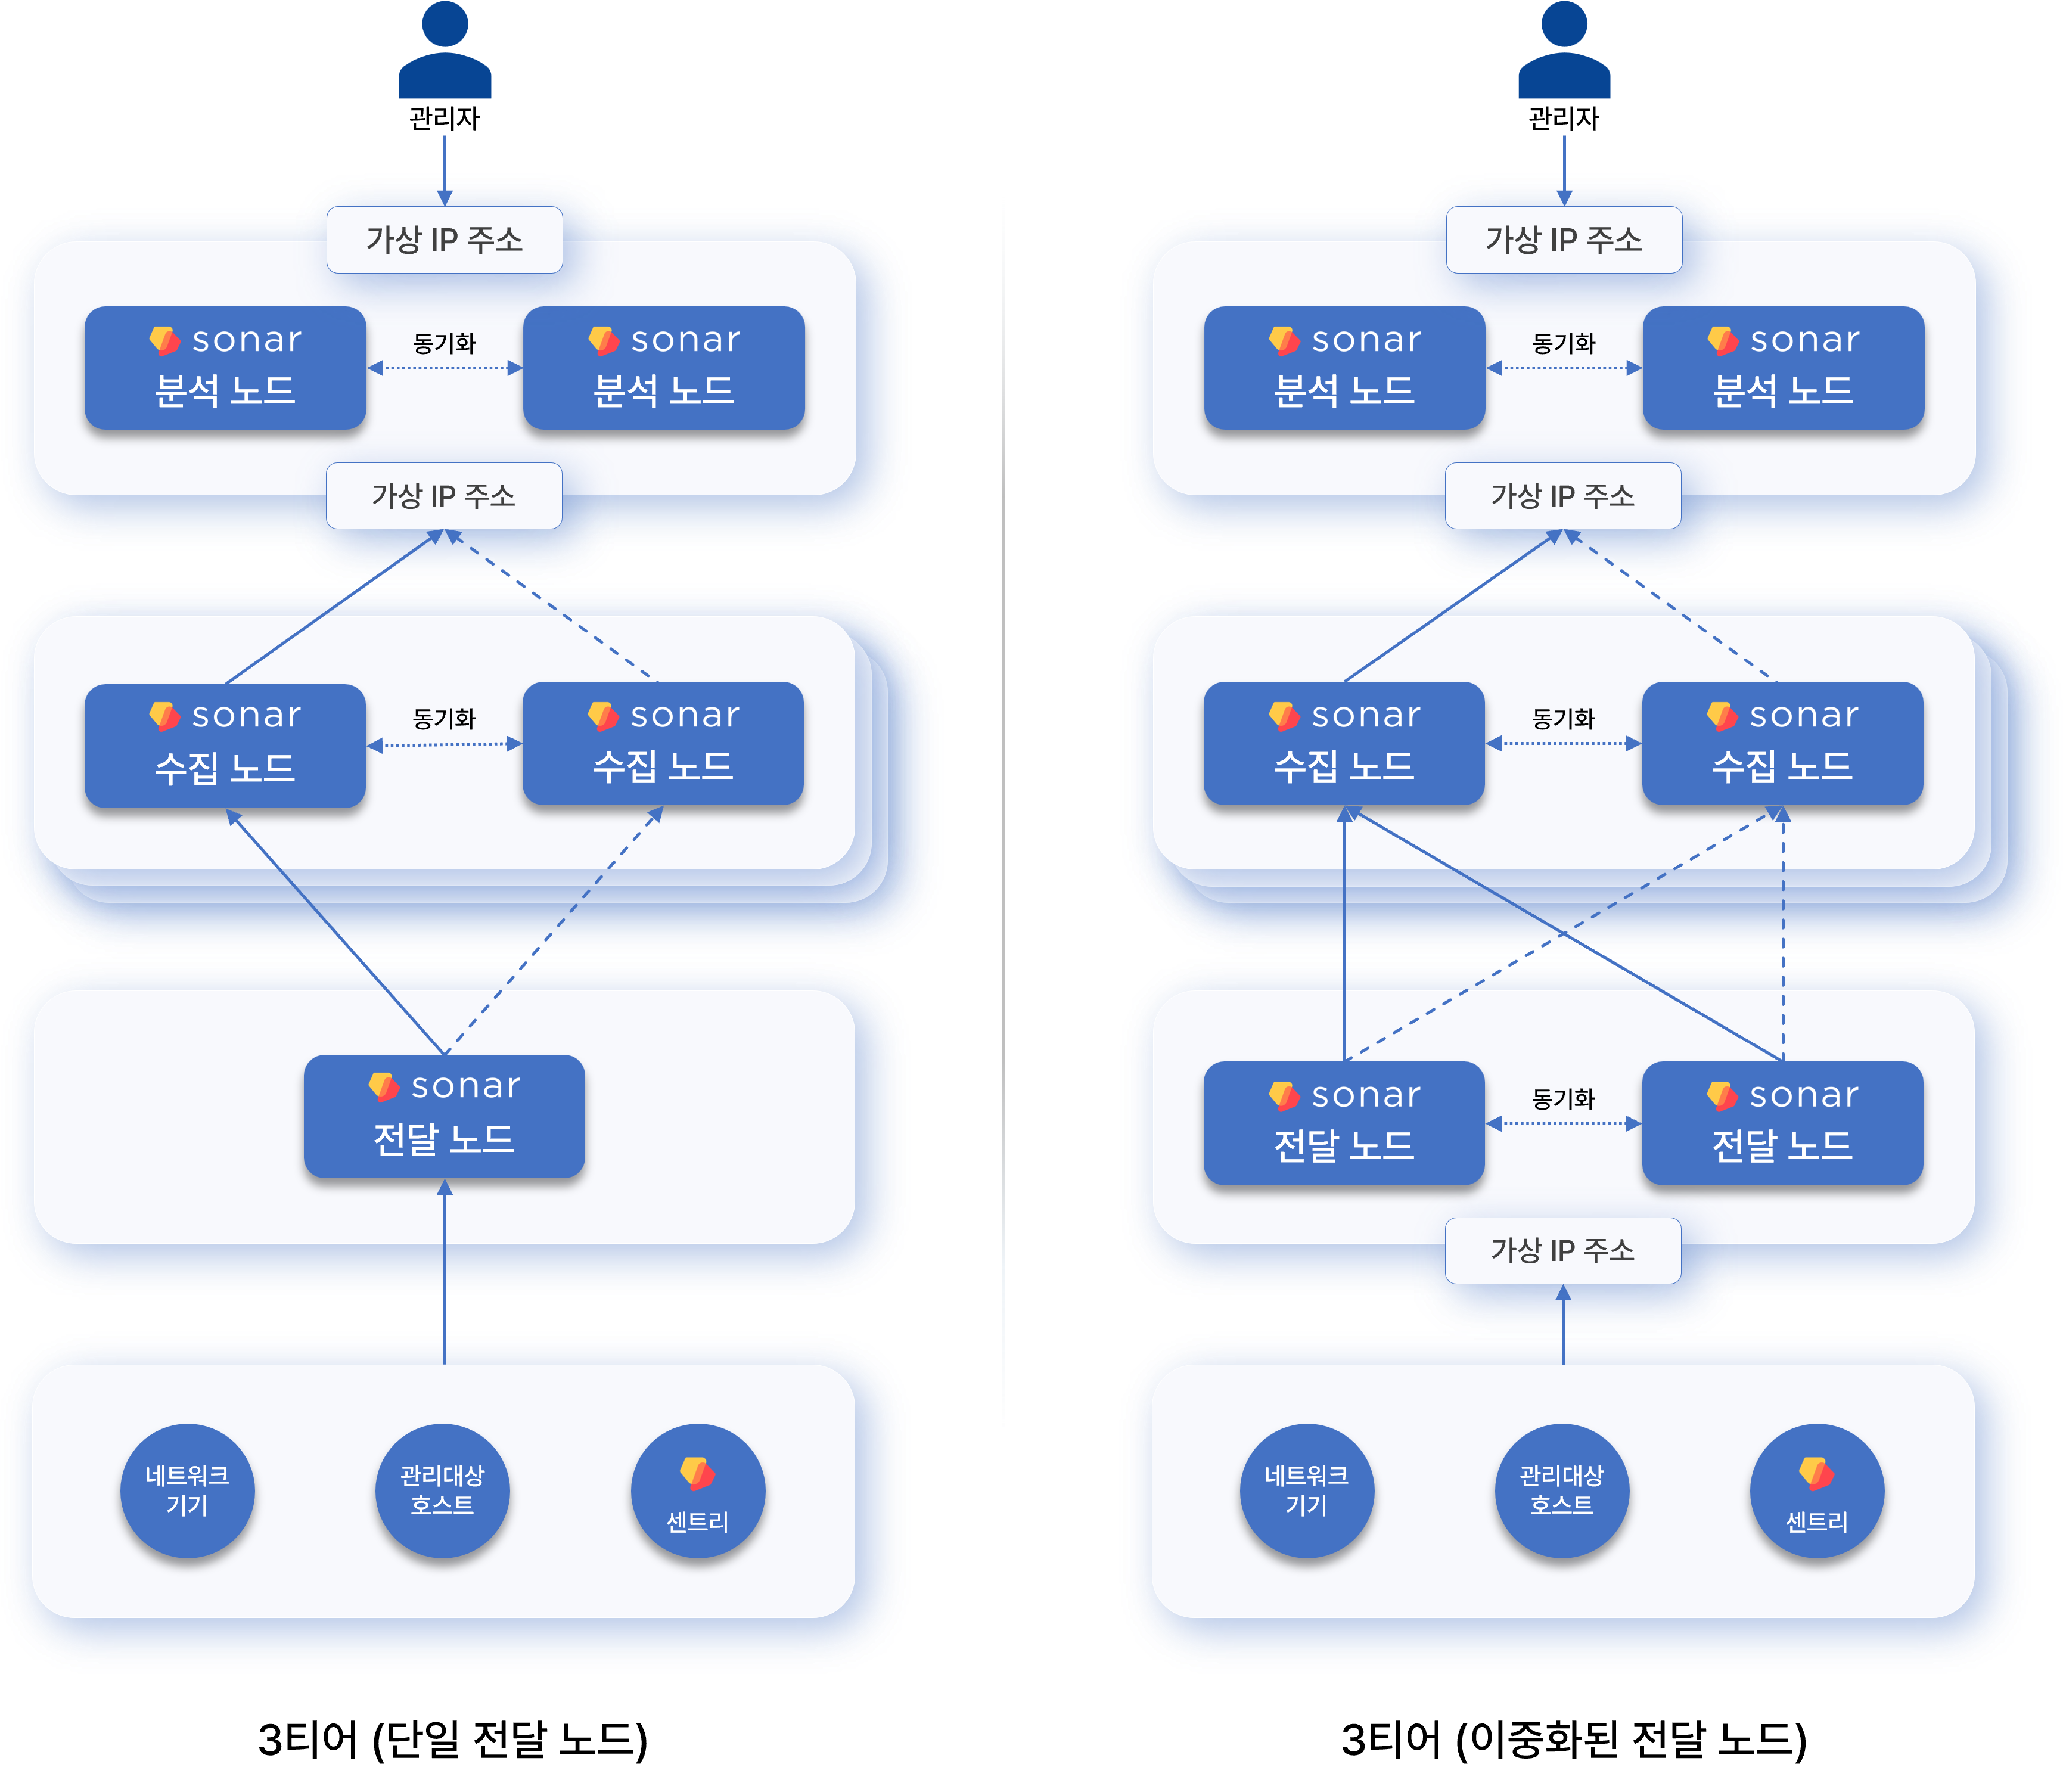 관리자
가상 IP 주소
sonar
분석 노드
동기화
sonar
분석 노드
가상 IP 주소
sonar
수집 노드
동기화
sonar
수집 노드
sonar
전달 노드
네트워크
기기
관리대상
호스트
센트리
3티어 (단일 전달 노드)
관리자
가상 IP 주소
sonar
분석 노드
동기화
sonar
분석 노드
가상 IP 주소
sonar
수집 노드
동기화
sonar
수집 노드
sonar
전달 노드
동기화
sonar
전달 노드
가상 IP 주소
네트워크
기기
관리대상
호스트
센트리
3티어 (이중화된 전달 노드)